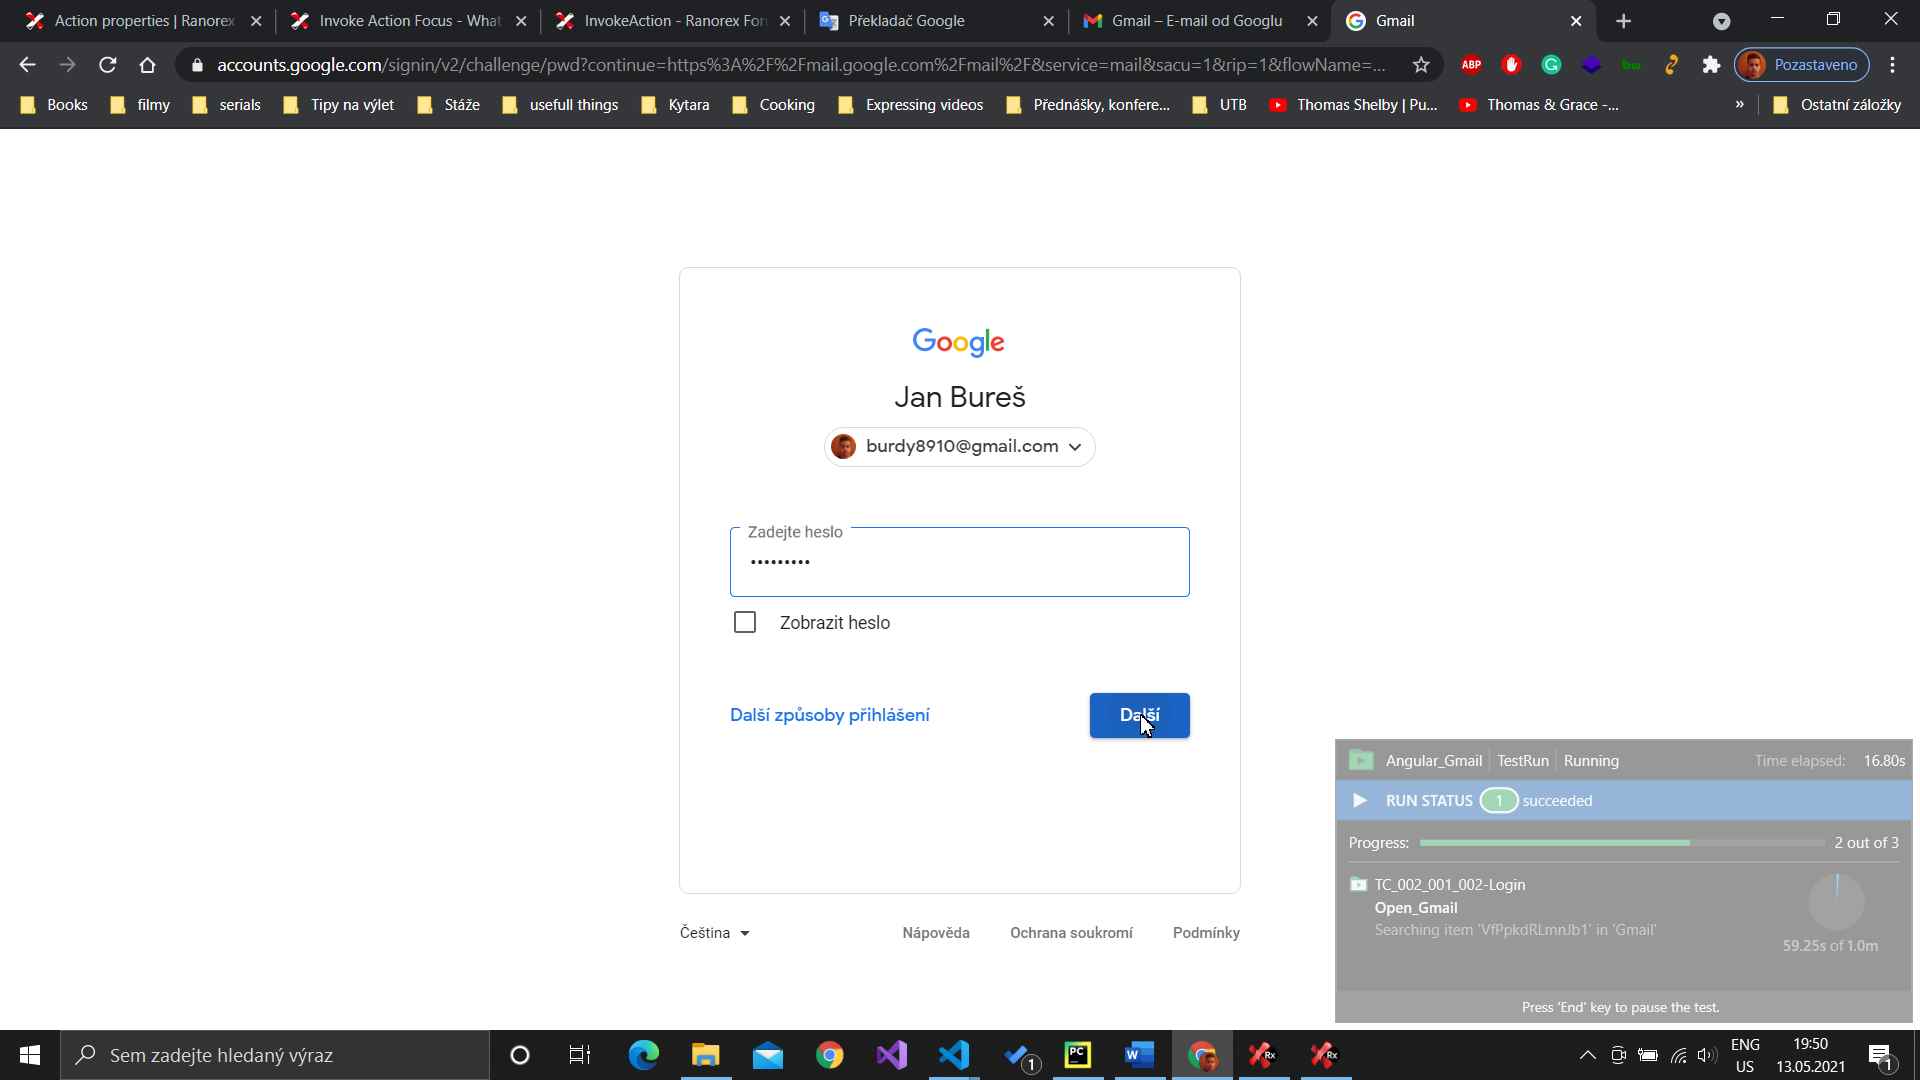 Action properties | Ranorex
Invoke Action Focus - What
InvokeAction - Ranorex For
Překladač Google
Gmail – E-mail od Googlu
Gmail
accounts.google.com/signin/v2/challenge/pwd?continue=https%3A%2F%2Fmail.google.com%2Fmail%2F&service=mail&sacu=1&rip=1&flowName=...
ABP
Pozastaveno
Books
filmy
serials
Tipy na výlet
Stáže
usefull things
Kytara
Cooking
Expressing videos
Přednášky, konfere...
UTB
Thomas Shelby | Pu...
Thomas & Grace -...
»
Ostatní záložky
Google
Jan Bureš
burdy8910@gmail.com
Zadejte heslo
•••••••••
Zobrazit heslo
Další způsoby přihlášení
Další
Čeština
Nápověda
Ochrana soukromí
Podmínky
Angular_Gmail | TestRun | Running
Time elapsed: 16.80s
RUN STATUS 1 succeeded
Progress: 2 out of 3
TC_002_001_002-Login
Open_Gmail
Searching item 'VfPpkdRLmnJb1' in 'Gmail'
59.25s of 1.0m
Press 'End' key to pause the test.
Sem zadejte hledaný výraz
1
PC
W
Rx
Rx
ENG
US
19:50
13.05.2021
1